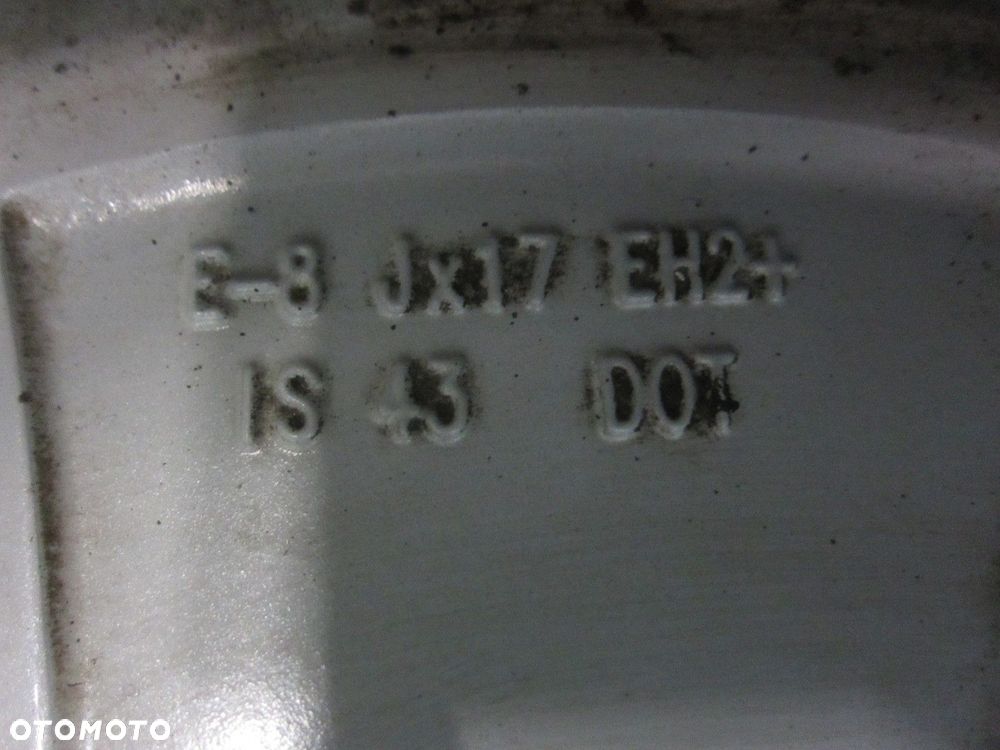 E-8 Jx17 EH2+
IS 43 DOT
OTOMOTO